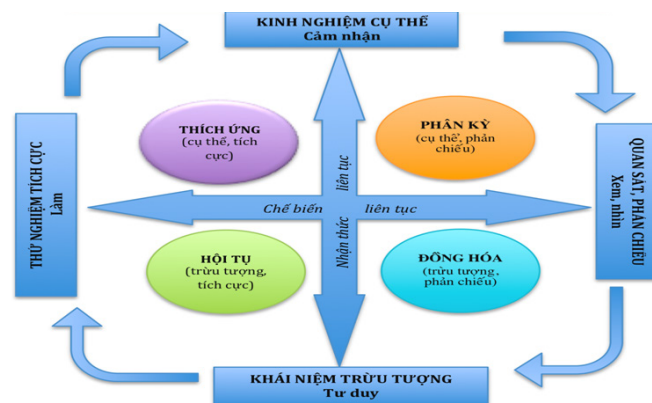 KINH NGHIỆM CỤ THỂ
Cảm nhận
THÍCH ỨNG
(cụ thể, tích
cực)
PHÂN KỲ
(cụ thể, phản
chiếu)
THỬ NGHIỆM TÍCH CỰC
Làm
liên tục
QUAN SÁT, PHẢN CHIẾU
Xem, nhìn
Chế biến liên tục
Nhận thức
HỘI TỤ
(trừu tượng,
tích cực)
ĐỒNG HÓA
(trừu tượng,
phản chiếu)
KHÁI NIỆM TRỪU TƯỢNG
Tư duy